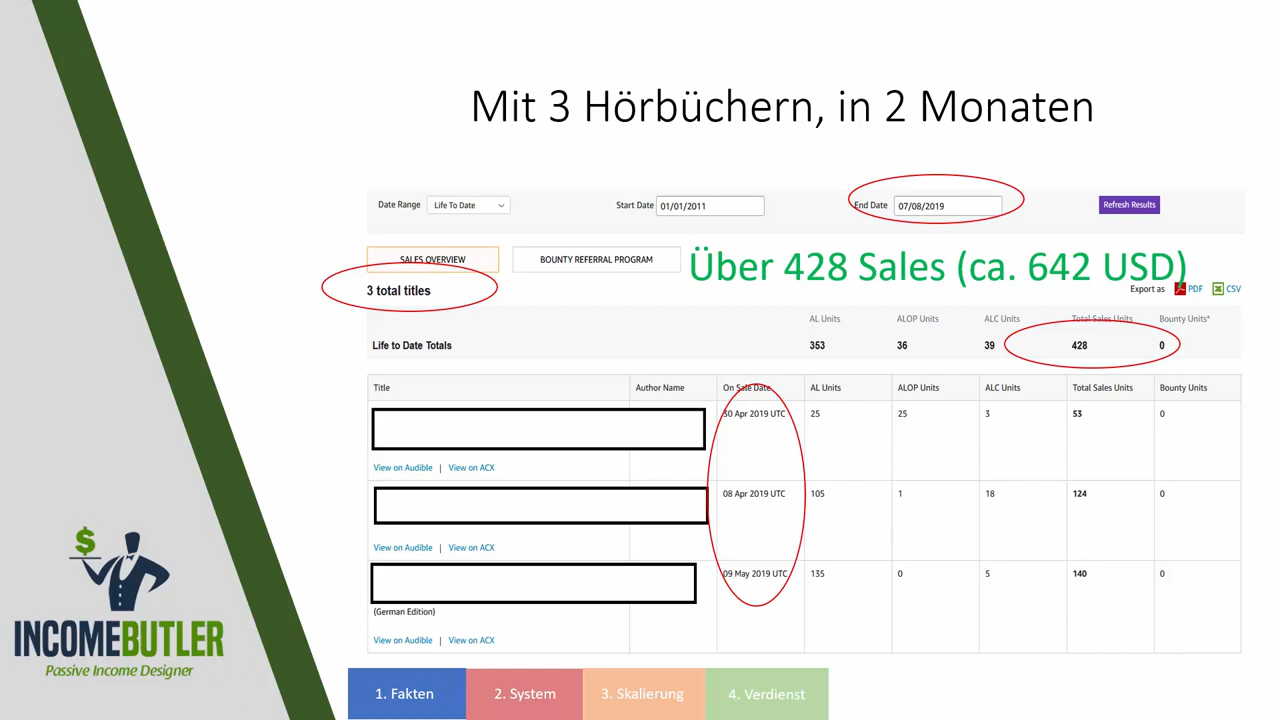 Mit 3 Hörbüchern, in 2 Monaten
Date Range Life To Date Start Date 01/01/2011 End Date 07/08/2019 Refresh Results
SALES OVERVIEW BOUNTY REFERRAL PROGRAM
Über 428 Sales (ca. 642 USD)
3 total titles
Export as PDF CSV
AL Units ALOP Units ALC Units Total Sales Units Bounty Units*
Life to Date Totals 353 36 39 428 0
Title Author Name On Sale Date AL Units ALOP Units ALC Units Total Sales Units Bounty Units
30 Apr 2019 UTC 25 25 3 53 0
View on Audible | View on ACX
08 Apr 2019 UTC 105 1 18 124 0
View on Audible | View on ACX
09 May 2019 UTC 135 0 5 140 0
(German Edition)
View on Audible | View on ACX
$
INCOMEBUTLER
Passive Income Designer
1. Fakten 2. System 3. Skalierung 4. Verdienst